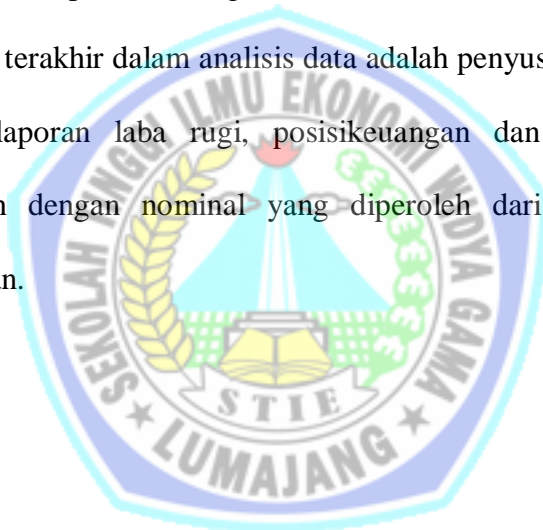 terakhir dalam analisis data adalah
laporan laba rugi, posisikeuangan dan
dengan nominal yang diperoleh dari
SEKOLAH TINGGI ILMU EKONOMI WIDYA GAMA
STIE
LUMAJANG